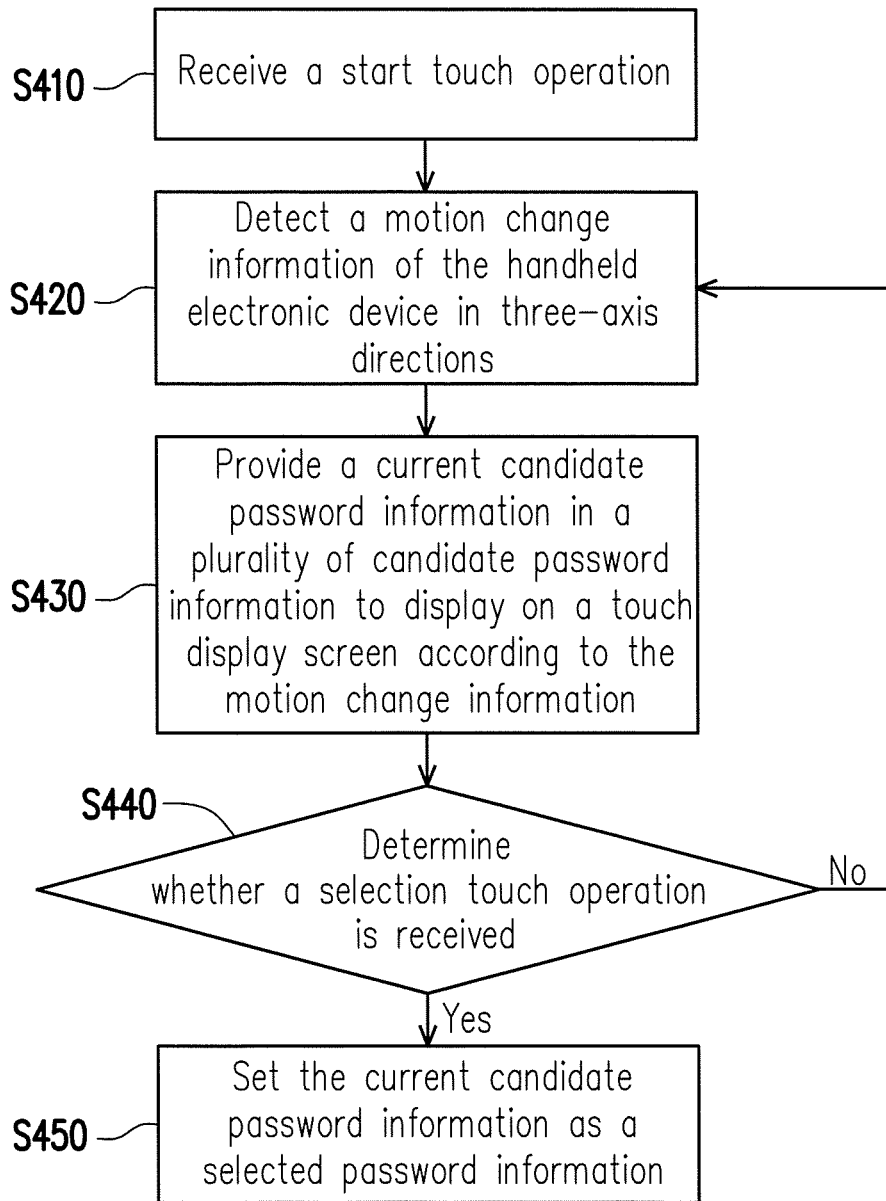 S410
Receive a start touch operation
S420
Detect a motion change
information of the handheld
electronic device in three-axis
directions
S430
Provide a current candidate
password information in a
plurality of candidate password
information to display on a touch
display screen according to the
motion change information
S440
Determine
whether a selection touch operation
is received
No
Yes
S450
Set the current candidate
password information as a
selected password information